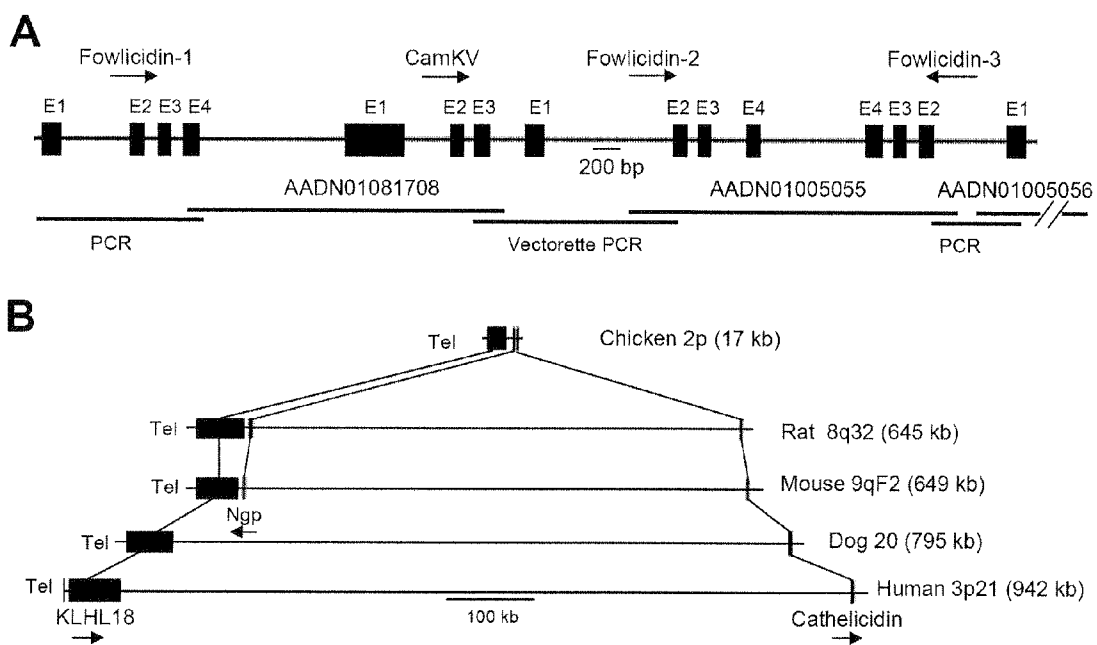 A
Fowlicidin-1 CamKV Fowlicidin-2 Fowlicidin-3
E1 E2 E3 E4 E1 E2 E3 E1 E2 E3 E4 E4 E3 E2 E1
200 bp
AADN01081708 AADN01005055 AADN01005056
PCR Vectorette PCR PCR
B
Tel Chicken 2p (17 kb)
Tel Rat 8q32 (645 kb)
Tel Mouse 9qF2 (649 kb)
Ngp
Tel Dog 20 (795 kb)
Tel Human 3p21 (942 kb)
KLHL18 100 kb Cathelicidin